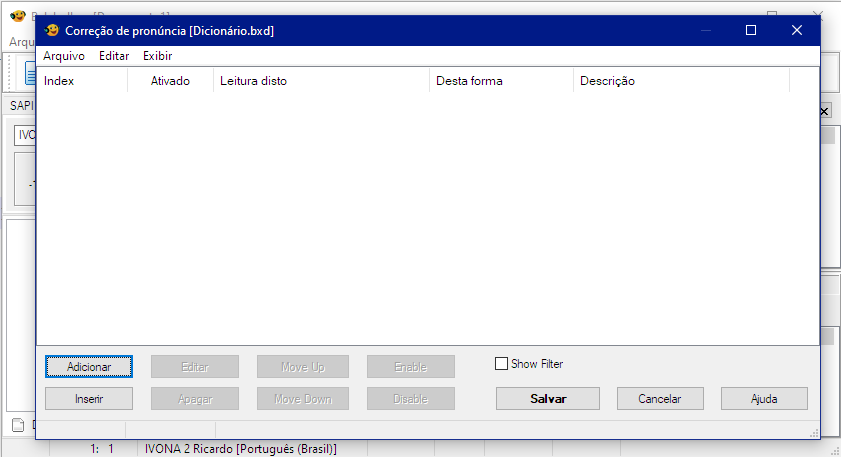 Correção de pronúncia [Dicionário.bxd]
Arquivo Editar Exibir
Index Ativado Leitura disto Desta forma Descrição
Arqu
SAPI
IVO
Adicionar Editar Move Up Enable Show Filter
Inserir Apagar Move Down Disable Salvar Cancelar Ajuda
1: 1 IVONA 2 Ricardo [Português (Brasil)]